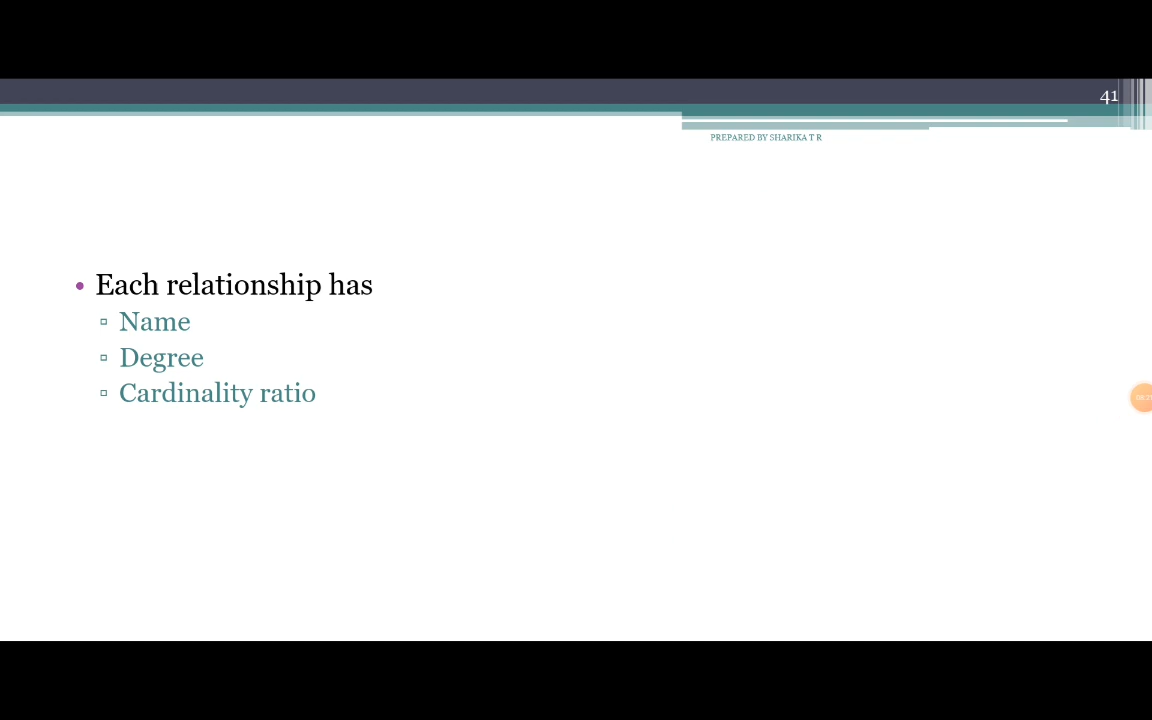 41
PREPARED BY SHARIKA T R
• Each relationship has
▫ Name
▫ Degree
▫ Cardinality ratio